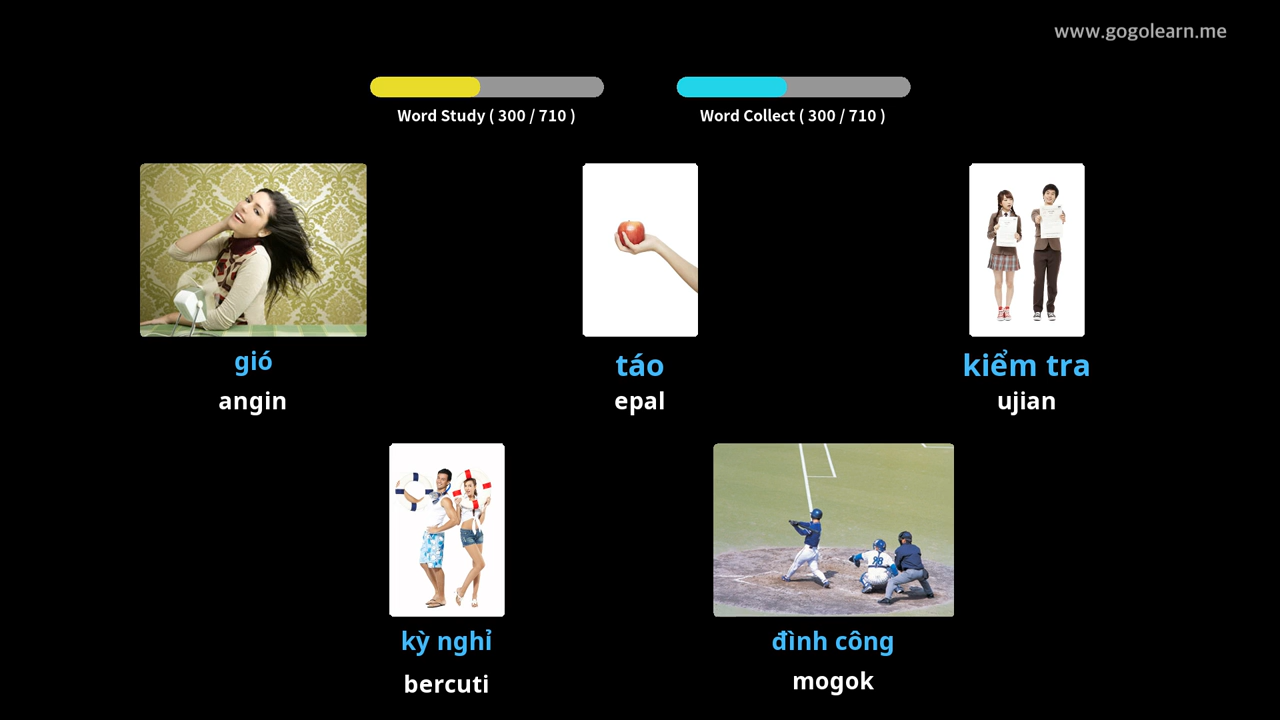 www.gogolearn.me
Word Study ( 300 / 710 )
Word Collect ( 300 / 710 )
gió
angin
táo
epal
kiểm tra
ujian
kỳ nghỉ
bercuti
đình công
mogok